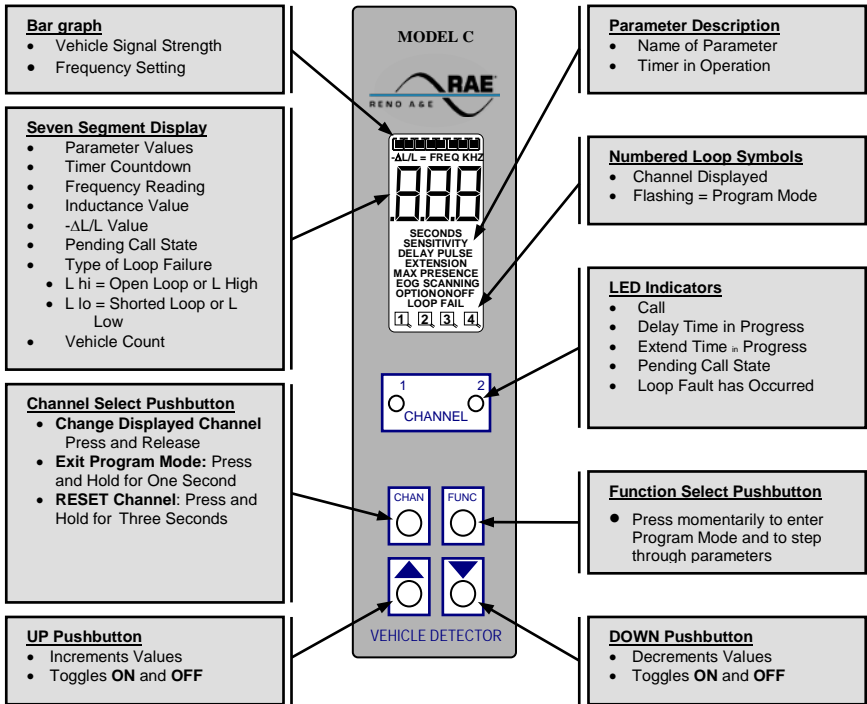 Bar graph
• Vehicle Signal Strength
• Frequency Setting
Seven Segment Display
• Parameter Values
• Timer Countdown
• Frequency Reading
• Inductance Value
• -ΔL/L Value
• Pending Call State
• Type of Loop Failure
• L hi = Open Loop or L High
• L lo = Shorted Loop or L
Low
• Vehicle Count
Channel Select Pushbutton
• Change Displayed Channel
Press and Release
• Exit Program Mode: Press
and Hold for One Second
• RESET Channel: Press and
Hold for Three Seconds
UP Pushbutton
• Increments Values
• Toggles ON and OFF
MODEL C
RAE
RENO A&E
-ΔL/L = FREQ KHZ
.8.8.8
SECONDS
SENSITIVITY
DELAY PULSE
EXTENSION
MAX PRESENCE
EOG SCANNING
OPTION ON OFF
LOOP FAIL
1 2 3 4
1 2
CHANNEL
CHAN FUNC
VEHICLE DETECTOR
Parameter Description
• Name of Parameter
• Timer in Operation
Numbered Loop Symbols
• Channel Displayed
• Flashing = Program Mode
LED Indicators
• Call
• Delay Time in Progress
• Extend Time in Progress
• Pending Call State
• Loop Fault has Occurred
Function Select Pushbutton
• Press momentarily to enter
Program Mode and to step
through parameters
DOWN Pushbutton
• Decrements Values
• Toggles ON and OFF